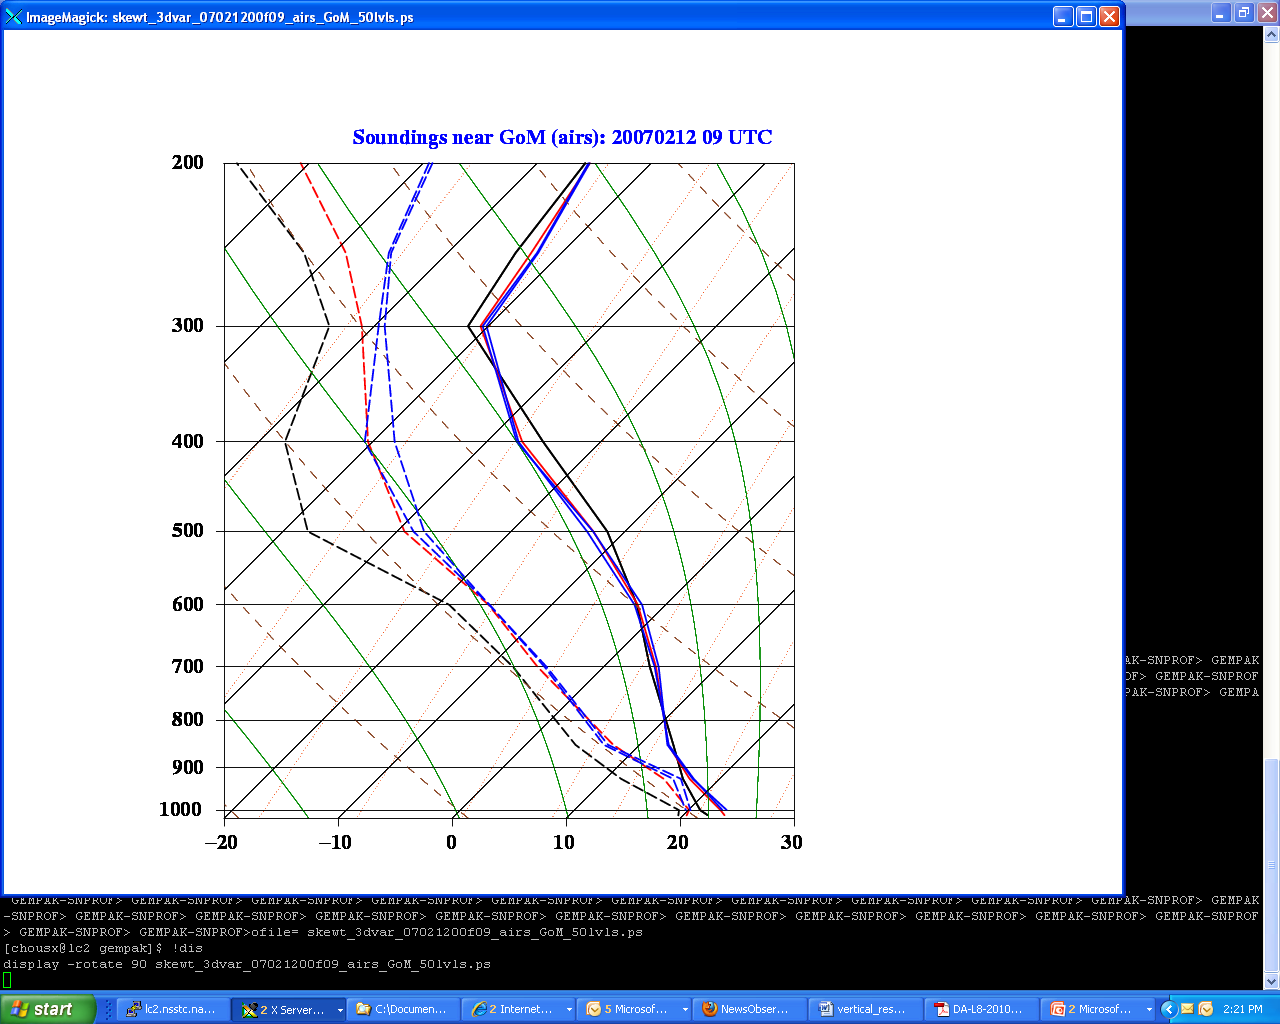 ImageMagick: skewt_3dvar_07021200f09_airs_GoM_50lvls.ps
Soundings near GoM (airs): 20070212 09 UTC
200
300
400
500
600
700
800
900
1000
−20 −10 0 10 20 30
AK-SNPROF> GEMPAK
OF> GEMPAK-SNPROF
PAK-SNPROF> GEMPA
GEMPAK-SNPROF> GEMPAK-SNPROF> GEMPAK-SNPROF> GEMPAK-SNPROF> GEMPAK-SNPROF> GEMPAK-SNPROF> GEMPAK-SNPROF> GEMPAK-SNPROF> GEMPAK-SNPROF> GEMPAK-SNPROF> GEMPAK
-SNPROF> GEMPAK-SNPROF> GEMPAK-SNPROF> GEMPAK-SNPROF> GEMPAK-SNPROF> GEMPAK-SNPROF> GEMPAK-SNPROF> GEMPAK-SNPROF> GEMPAK-SNPROF> GEMPAK-SNPROF> GEMPAK-SNPROF
> GEMPAK-SNPROF> GEMPAK-SNPROF>ofile= skewt_3dvar_07021200f09_airs_GoM_50lvls.ps
[chousx@lc2 gempak]$ !dis
display -rotate 90 skewt_3dvar_07021200f09_airs_GoM_50lvls.ps
start lc2.nsstc.na... 2 X Server... C:\Documen... 2 Internet... 5 Microsof... NewsObser... vertical_res... DA-L8-2010... 2 Microsof... 2:21 PM